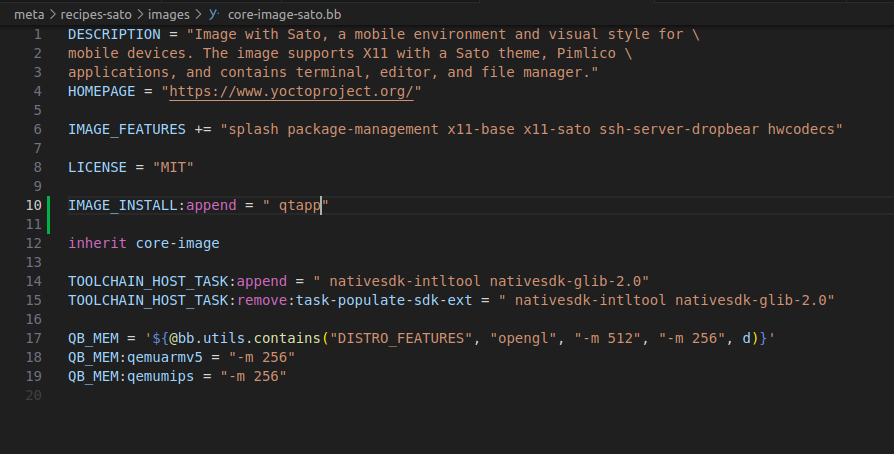 meta > recipes-sato > images > core-image-sato.bb
1 DESCRIPTION = "Image with Sato, a mobile environment and visual style for \
2 mobile devices. The image supports X11 with a Sato theme, Pimlico \
3 applications, and contains terminal, editor, and file manager."
4 HOMEPAGE = "https://www.yoctoproject.org/"
5
6 IMAGE_FEATURES += "splash package-management x11-base x11-sato ssh-server-dropbear hwcodecs"
7
8 LICENSE = "MIT"
9
10 IMAGE_INSTALL:append = " qtapp"
11
12 inherit core-image
13
14 TOOLCHAIN_HOST_TASK:append = " nativesdk-intltool nativesdk-glib-2.0"
15 TOOLCHAIN_HOST_TASK:remove:task-populate-sdk-ext = " nativesdk-intltool nativesdk-glib-2.0"
16
17 QB_MEM = '${@bb.utils.contains("DISTRO_FEATURES", "opengl", "-m 512", "-m 256", d)}'
18 QB_MEM:qemuarmv5 = "-m 256"
19 QB_MEM:qemumips = "-m 256"
20